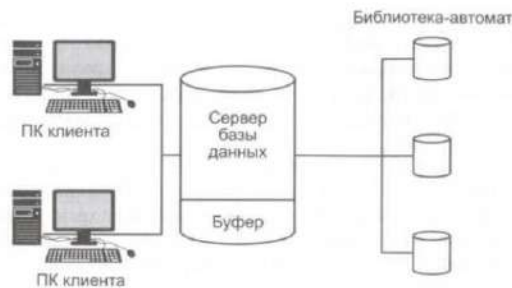 Библиотека-автомат
ПК клиента
Сервер
базы
данных
Буфер
ПК клиента